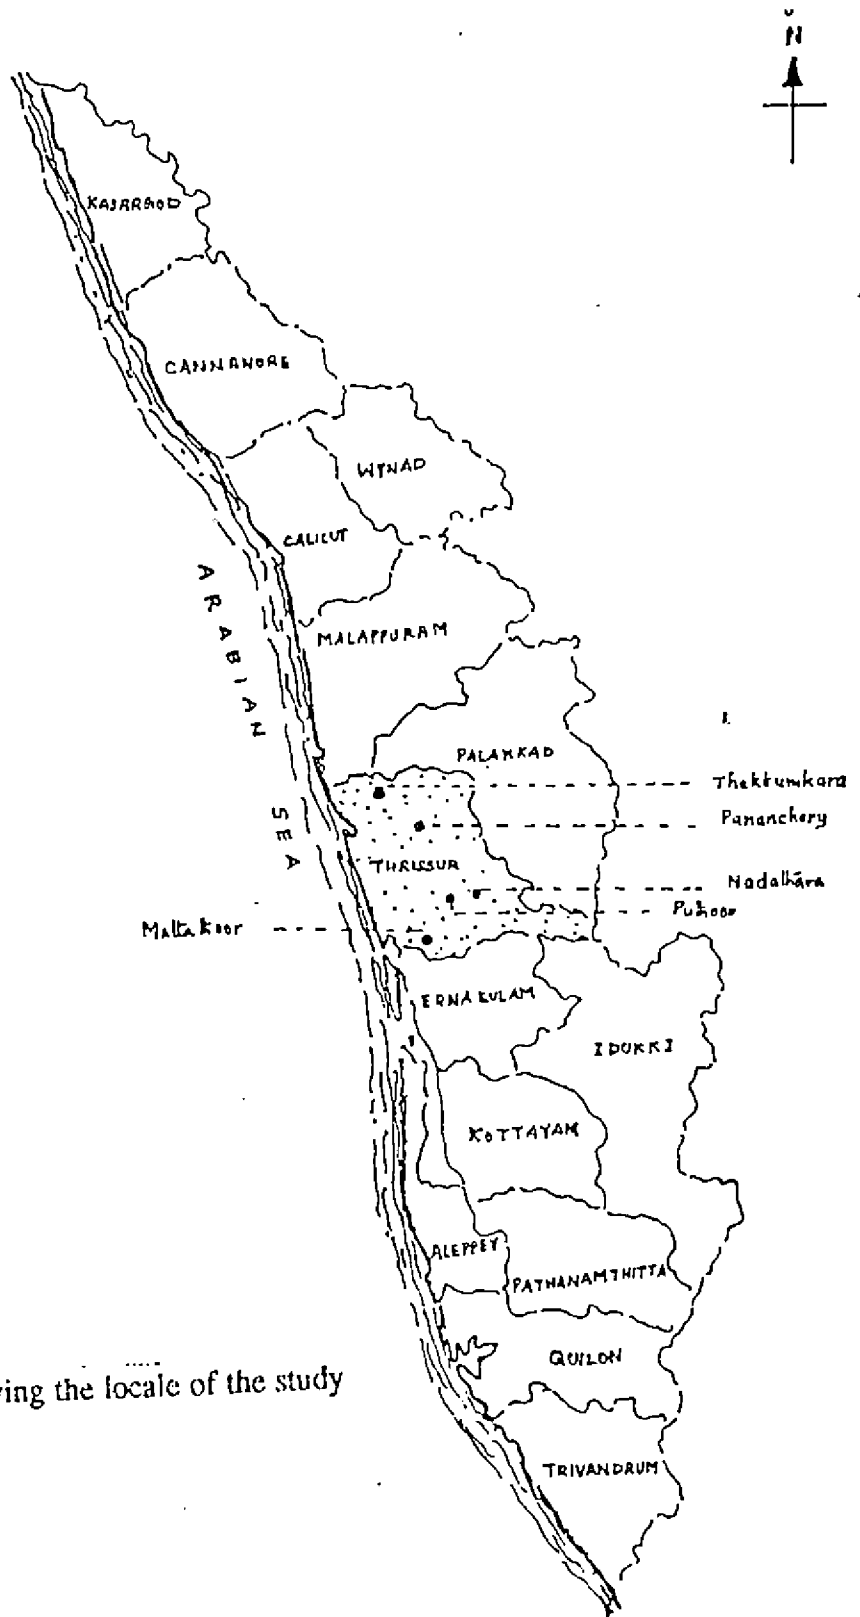 N
KASARGOD
CANNANORE
WYNAD
CALICUT
MALAPPURAM
ARABIAN SEA
PALAKKAD
Thekkumkara
Pananchery
THRISSUR
Nadathara
Puthoor
Mattakoor
ERNAKULAM
IDUKKI
KOTTAYAM
ALEPPEY
PATHANAMTHITTA
QUILON
ing the locale of the study
TRIVANDRUM